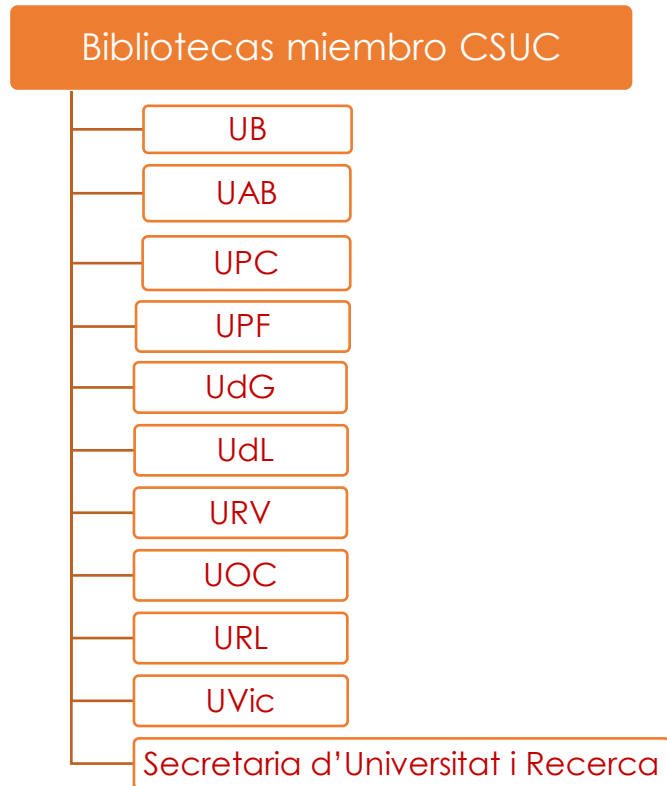 Bibliotecas miembro CSUC
UB
UAB
UPC
UPF
UdG
UdL
URV
UOC
URL
UVic
Secretaria d’Universitat i Recerca